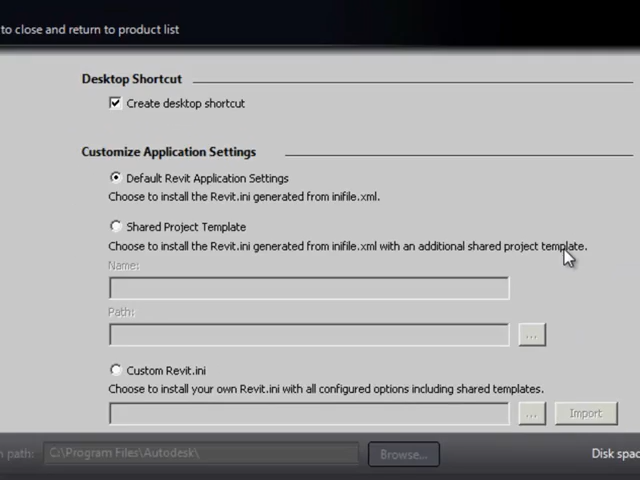 to close and return to product list
Desktop Shortcut
Create desktop shortcut
Customize Application Settings
Default Revit Application Settings
Choose to install the Revit.ini generated from inifile.xml.
Shared Project Template
Choose to install the Revit.ini generated from inifile.xml with an additional shared project template.
Name:
Path:
...
Custom Revit.ini
Choose to install your own Revit.ini with all configured options including shared templates.
... Import
path: C:\Program Files\Autodesk\ Browse... Disk spac